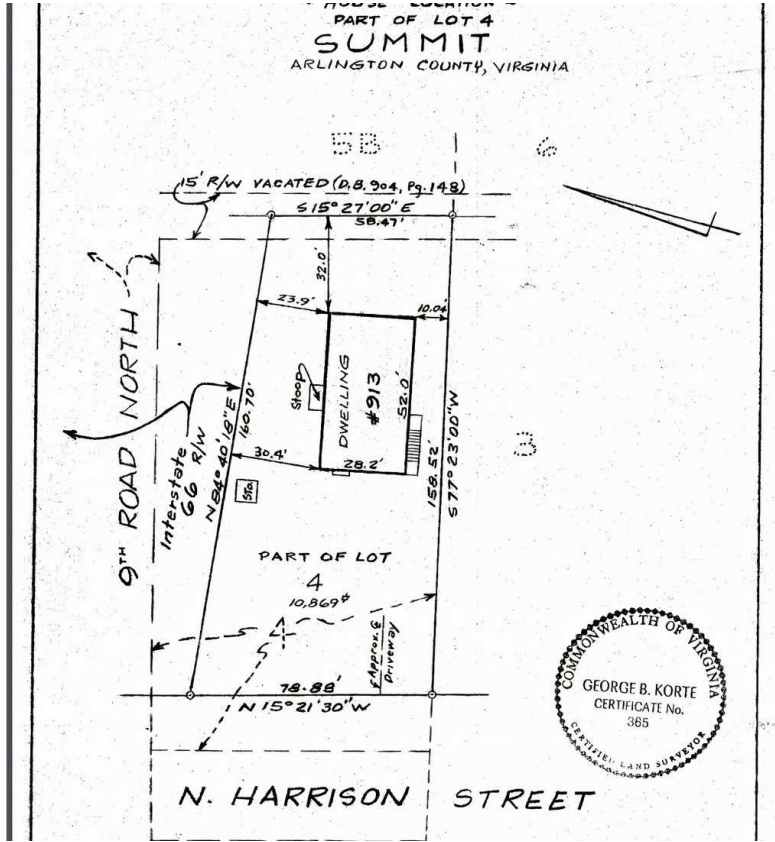 HOUSE LOCATION
PART OF LOT 4
SUMMIT
ARLINGTON COUNTY, VIRGINIA
5B
6
15' R/W VACATED (D.B. 904, Pg. 148)
S 15° 27' 00" E
58.47'
32.0'
23.9'
10.04'
9TH ROAD NORTH
Interstate
66 R/W
N 84° 40' 18" E
160.70'
Stoop
DWELLING
#913
52.0'
158.52'
S 77° 23' 00" W
3
30.4'
28.2'
Sto.
PART OF LOT
4
10,869 ⌗
Approx. ℄
Driveway
78.88'
N 15° 21' 30" W
COMMONWEALTH OF VIRGINIA
GEORGE B. KORTE
CERTIFICATE No.
365
CERTIFIED LAND SURVEYOR
N. HARRISON STREET